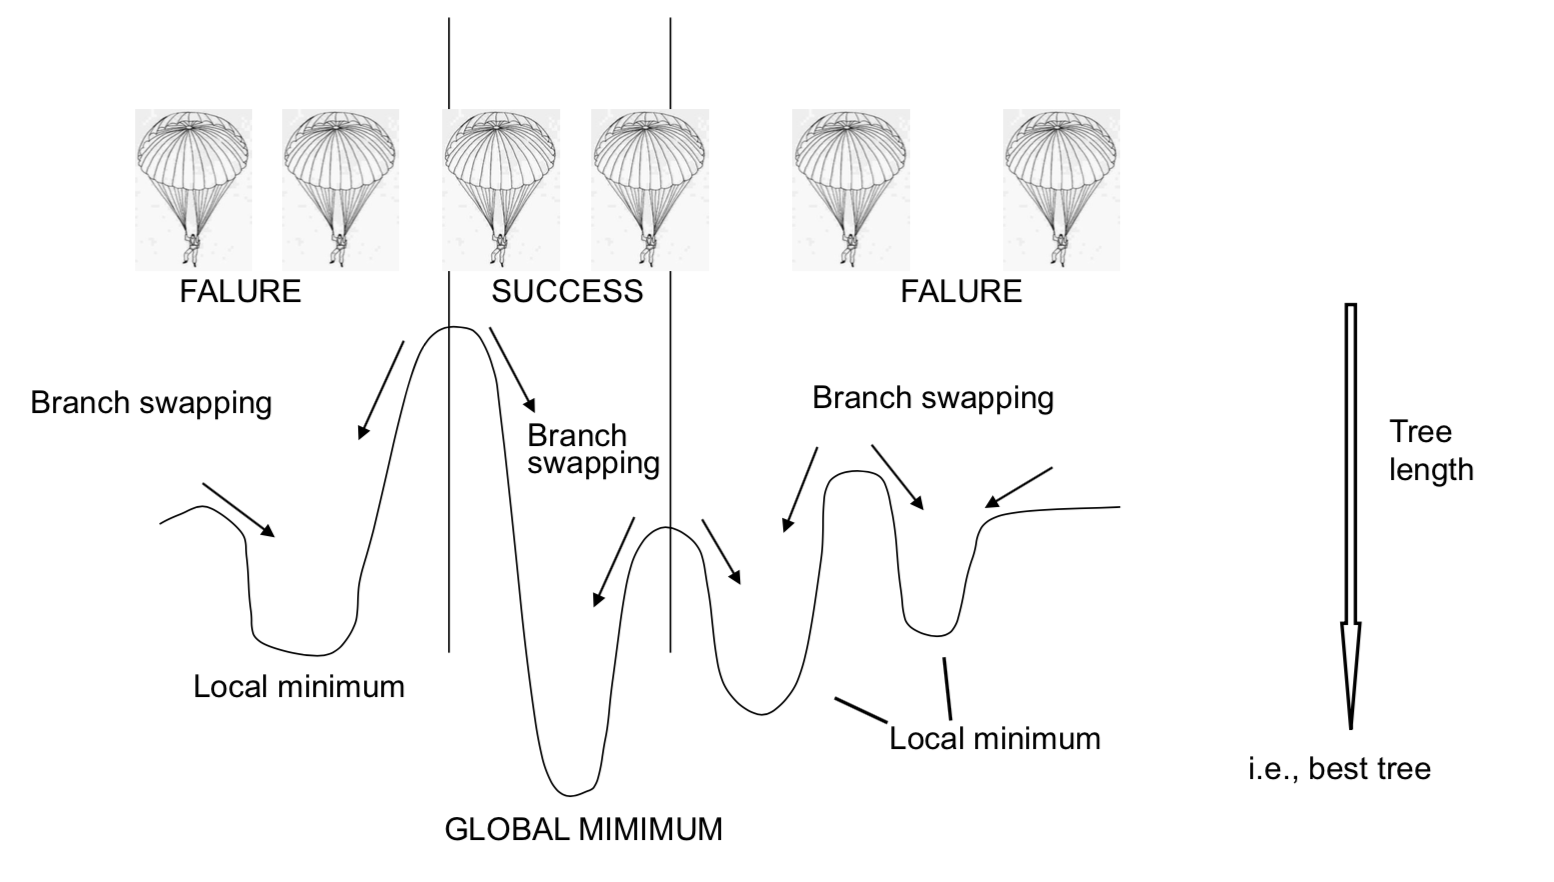 FALURE
SUCCESS
FALURE
Branch swapping
Branch
swapping
Branch swapping
Tree
length
Local minimum
Local minimum
i.e., best tree
GLOBAL MIMIMUM